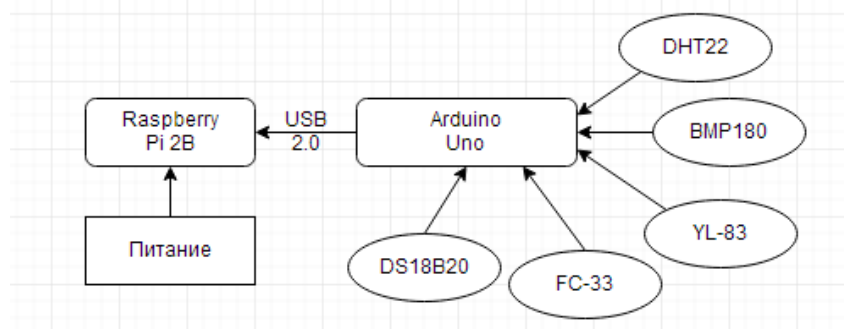 DHT22
Raspberry
Pi 2B
USB
2.0
Arduino
Uno
BMP180
Питание
DS18B20
FC-33
YL-83